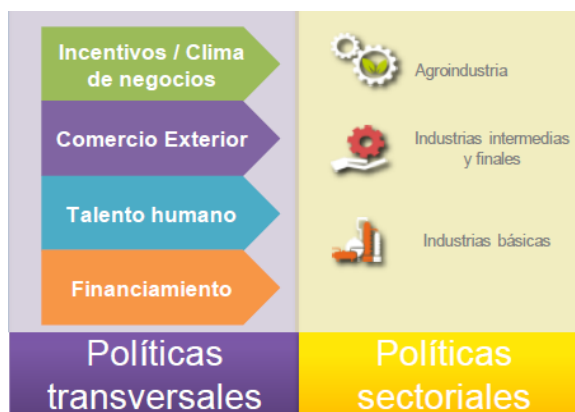 Incentivos / Clima
de negocios
Comercio Exterior
Talento humano
Financiamiento
Políticas
transversales
Agroindustria
Industrias intermedias
y finales
Industrias básicas
Políticas
sectoriales